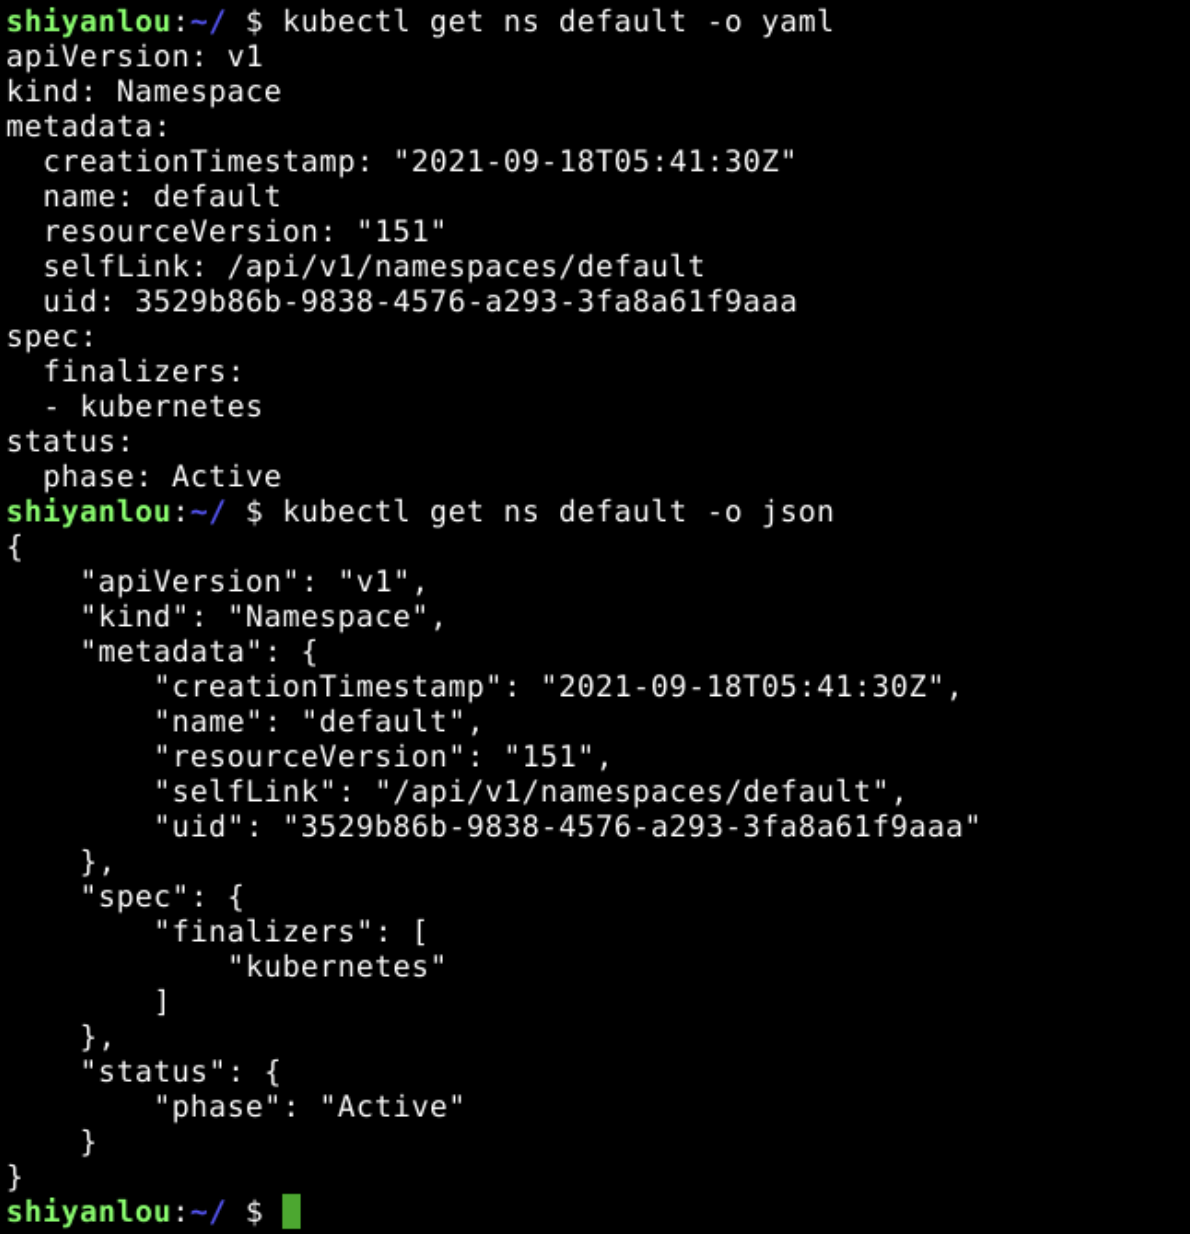 shiyanlou:~/ $ kubectl get ns default -o yaml
apiVersion: v1
kind: Namespace
metadata:
  creationTimestamp: "2021-09-18T05:41:30Z"
  name: default
  resourceVersion: "151"
  selfLink: /api/v1/namespaces/default
  uid: 3529b86b-9838-4576-a293-3fa8a61f9aaa
spec:
  finalizers:
  - kubernetes
status:
  phase: Active
shiyanlou:~/ $ kubectl get ns default -o json
{
    "apiVersion": "v1",
    "kind": "Namespace",
    "metadata": {
        "creationTimestamp": "2021-09-18T05:41:30Z",
        "name": "default",
        "resourceVersion": "151",
        "selfLink": "/api/v1/namespaces/default",
        "uid": "3529b86b-9838-4576-a293-3fa8a61f9aaa"
    },
    "spec": {
        "finalizers": [
            "kubernetes"
        ]
    },
    "status": {
        "phase": "Active"
    }
}
shiyanlou:~/ $